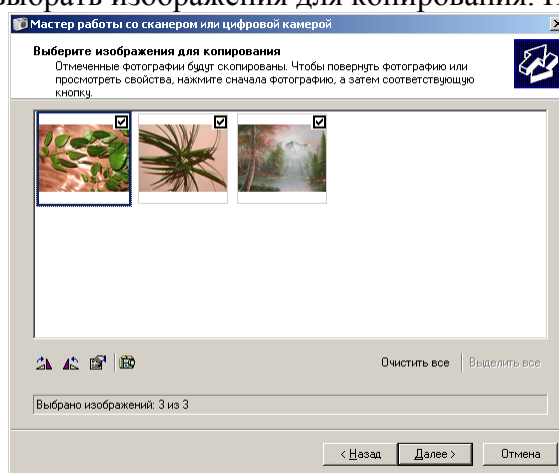 выбрать изображения для копирования.
Мастер работы со сканером или цифровой камерой
Выберите изображения для копирования
Отмеченные фотографии будут скопированы. Чтобы повернуть фотографию или
просмотреть свойства, нажмите сначала фотографию, а затем соответствующую
кнопку.
Очистить все Выделить все
Выбрано изображений: 3 из 3
< Назад Далее > Отмена